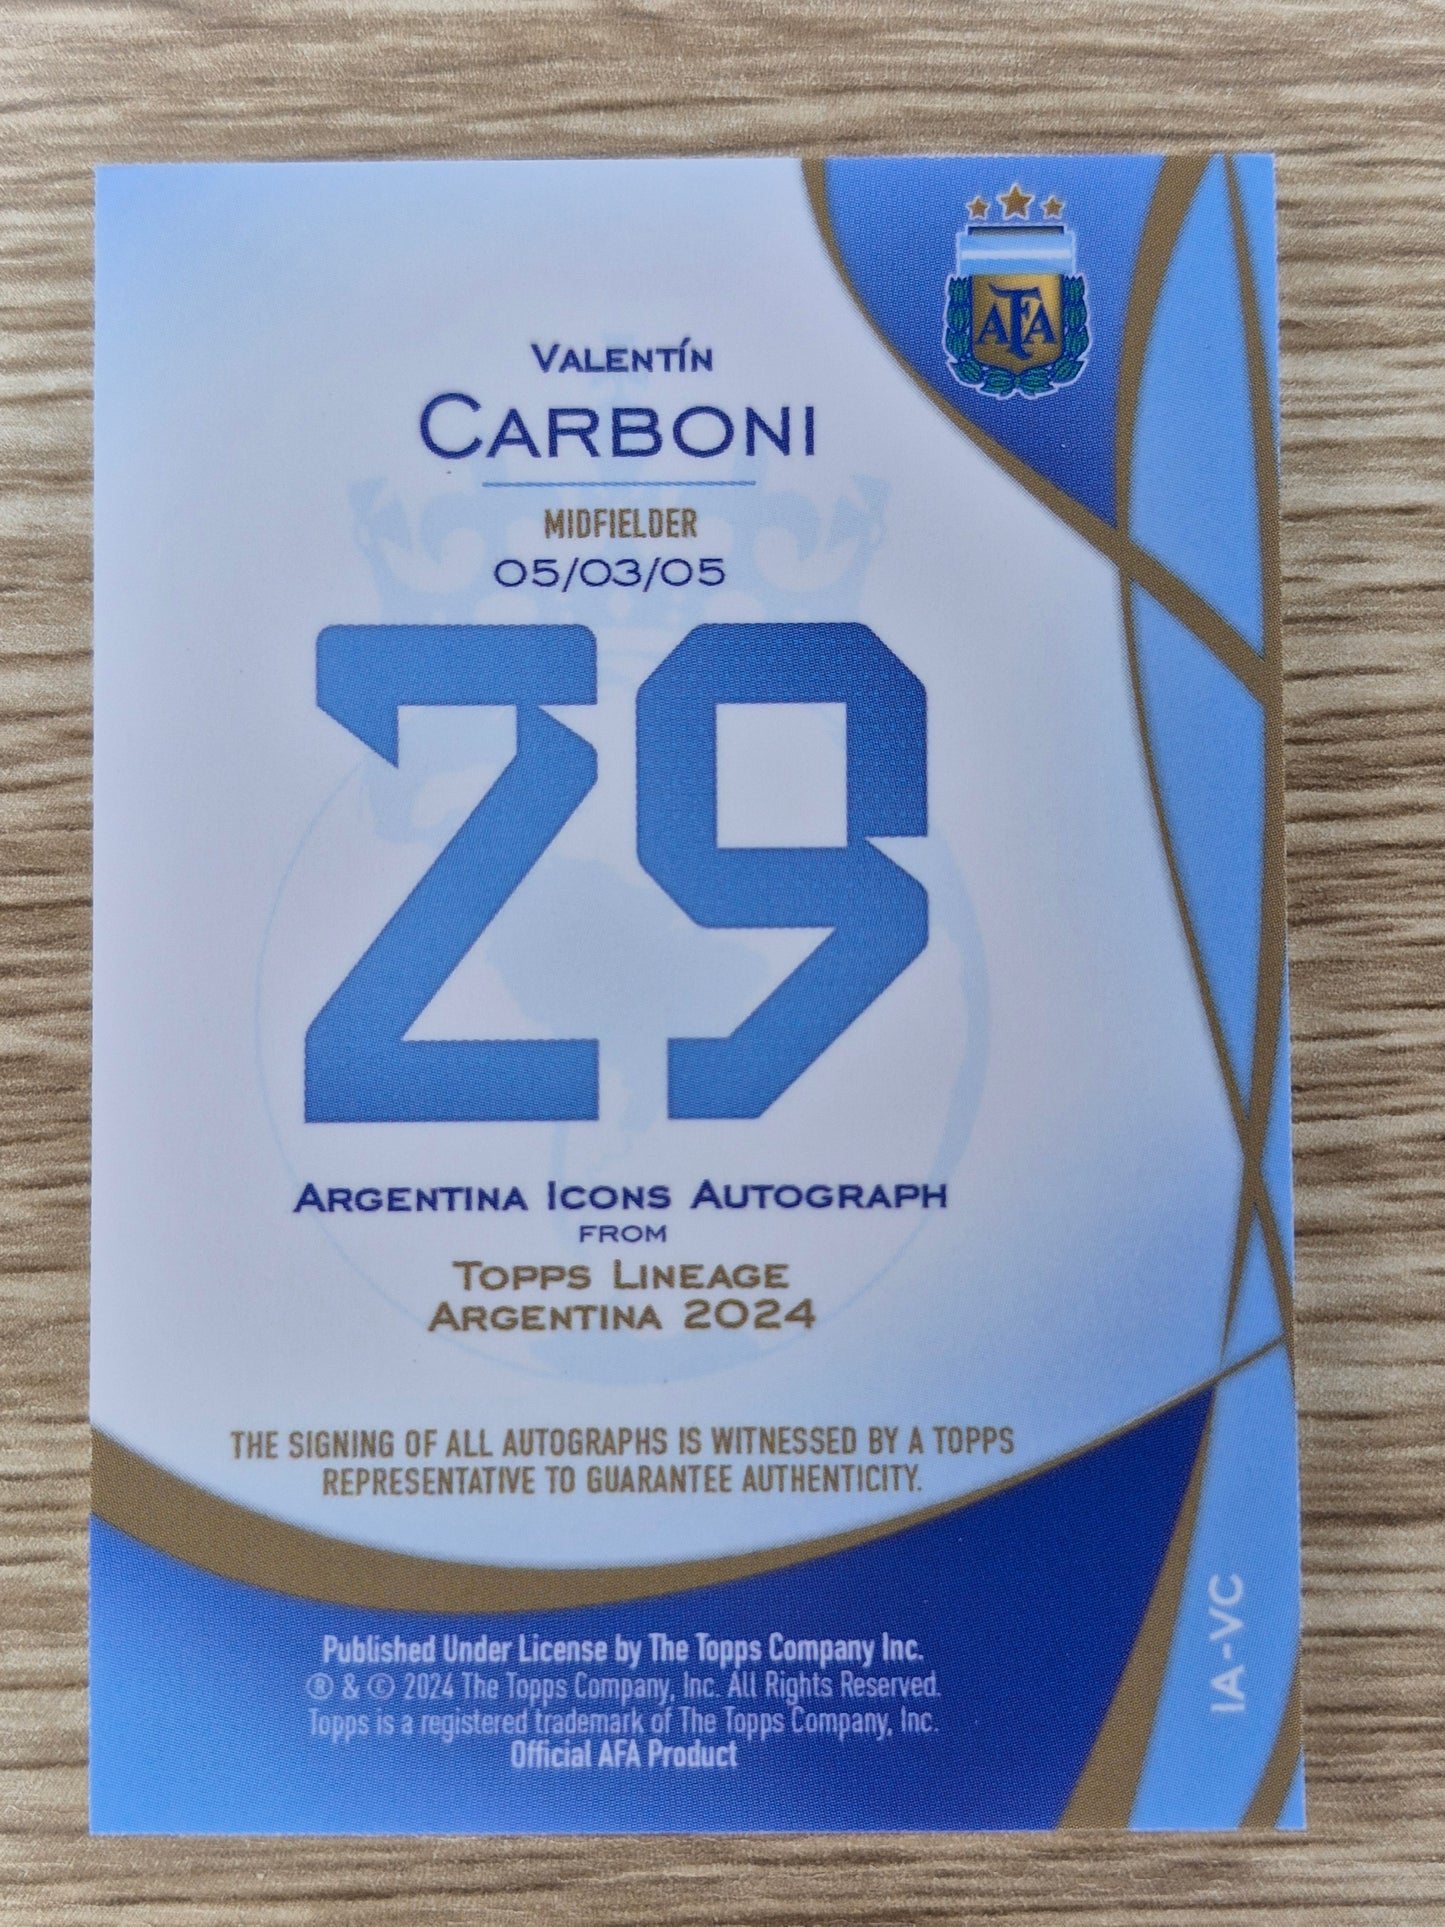 AFA
VALENTÍN
CARBONI
MIDFIELDER
05/03/05
29
ARGENTINA ICONS AUTOGRAPH
FROM
TOPPS LINEAGE
ARGENTINA 2024
THE SIGNING OF ALL AUTOGRAPHS IS WITNESSED BY A TOPPS
REPRESENTATIVE TO GUARANTEE AUTHENTICITY.
Published Under License by The Topps Company Inc.
® & © 2024 The Topps Company, Inc. All Rights Reserved.
Topps is a registered trademark of The Topps Company, Inc.
Official AFA Product
IA-VC